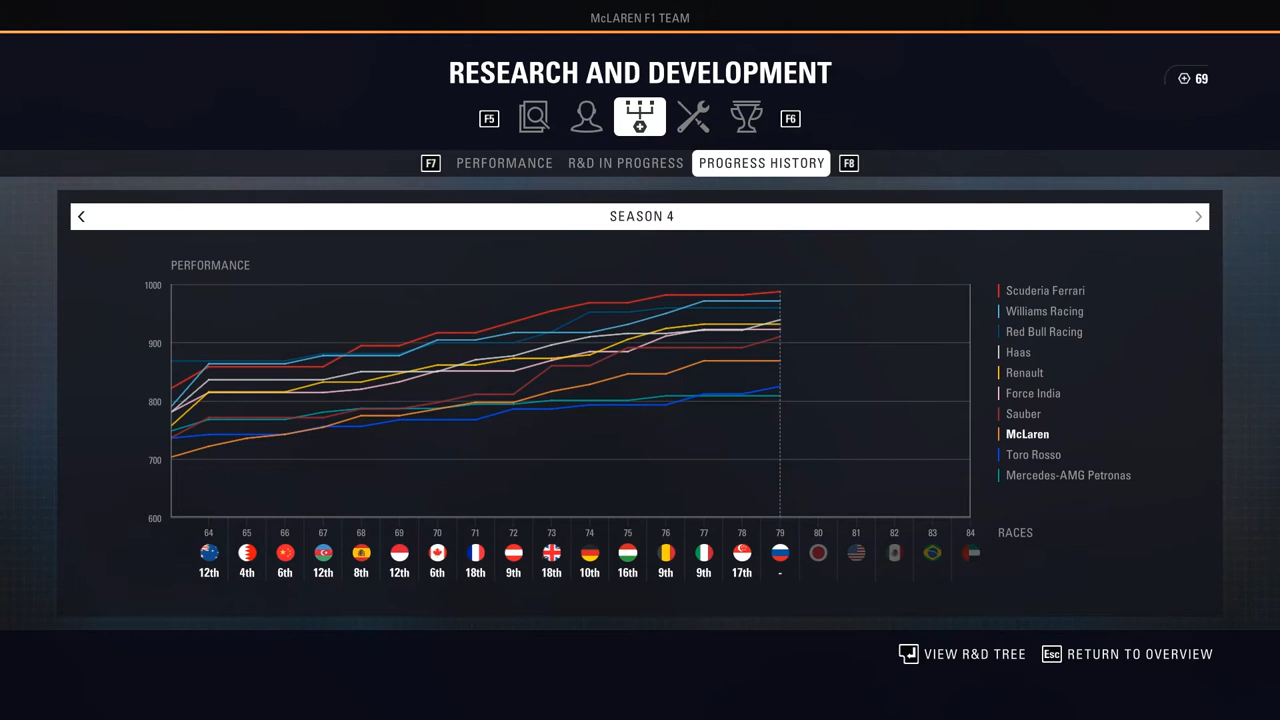 McLAREN F1 TEAM
RESEARCH AND DEVELOPMENT
69
F5 F6
F7 PERFORMANCE R&D IN PROGRESS PROGRESS HISTORY F8
SEASON 4
PERFORMANCE
1000
900
800
700
600
Scuderia Ferrari
Williams Racing
Red Bull Racing
Haas
Renault
Force India
Sauber
McLaren
Toro Rosso
Mercedes-AMG Petronas
64 65 66 67 68 69 70 71 72 73 74 75 76 77 78 79 80 81 82 83 84 RACES
12th 4th 6th 12th 8th 12th 6th 18th 9th 18th 10th 16th 9th 9th 17th -
VIEW R&D TREE Esc RETURN TO OVERVIEW